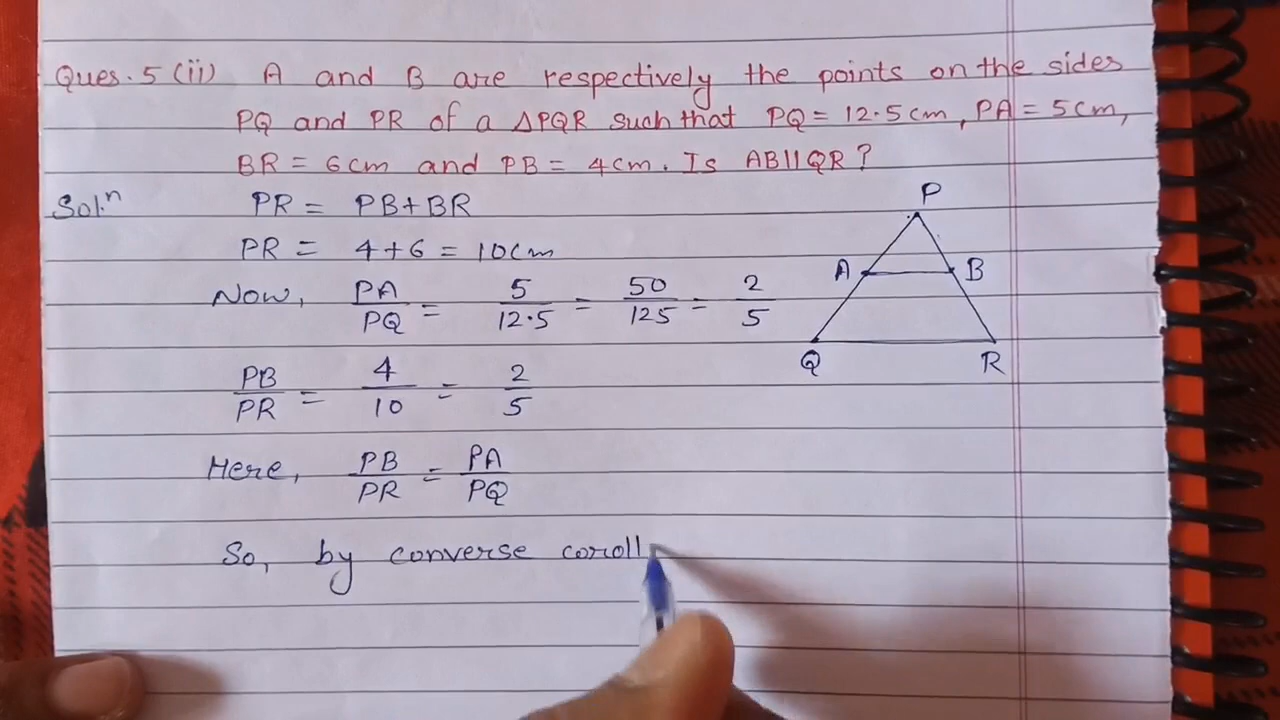 Ques. 5 (ii) A and B are respectively the points on the sides
PQ and PR of a ΔPQR such that PQ = 12.5 cm, PA = 5 cm,
BR = 6 cm and PB = 4 cm. Is AB||QR?
Sol.ⁿ PR = PB+BR
PR = 4+6 = 10 cm
Now, PA/PQ = 5/12.5 = 50/125 = 2/5
PB/PR = 4/10 = 2/5
Here, PB/PR = PA/PQ
So, by converse coroll
P
A B
Q R